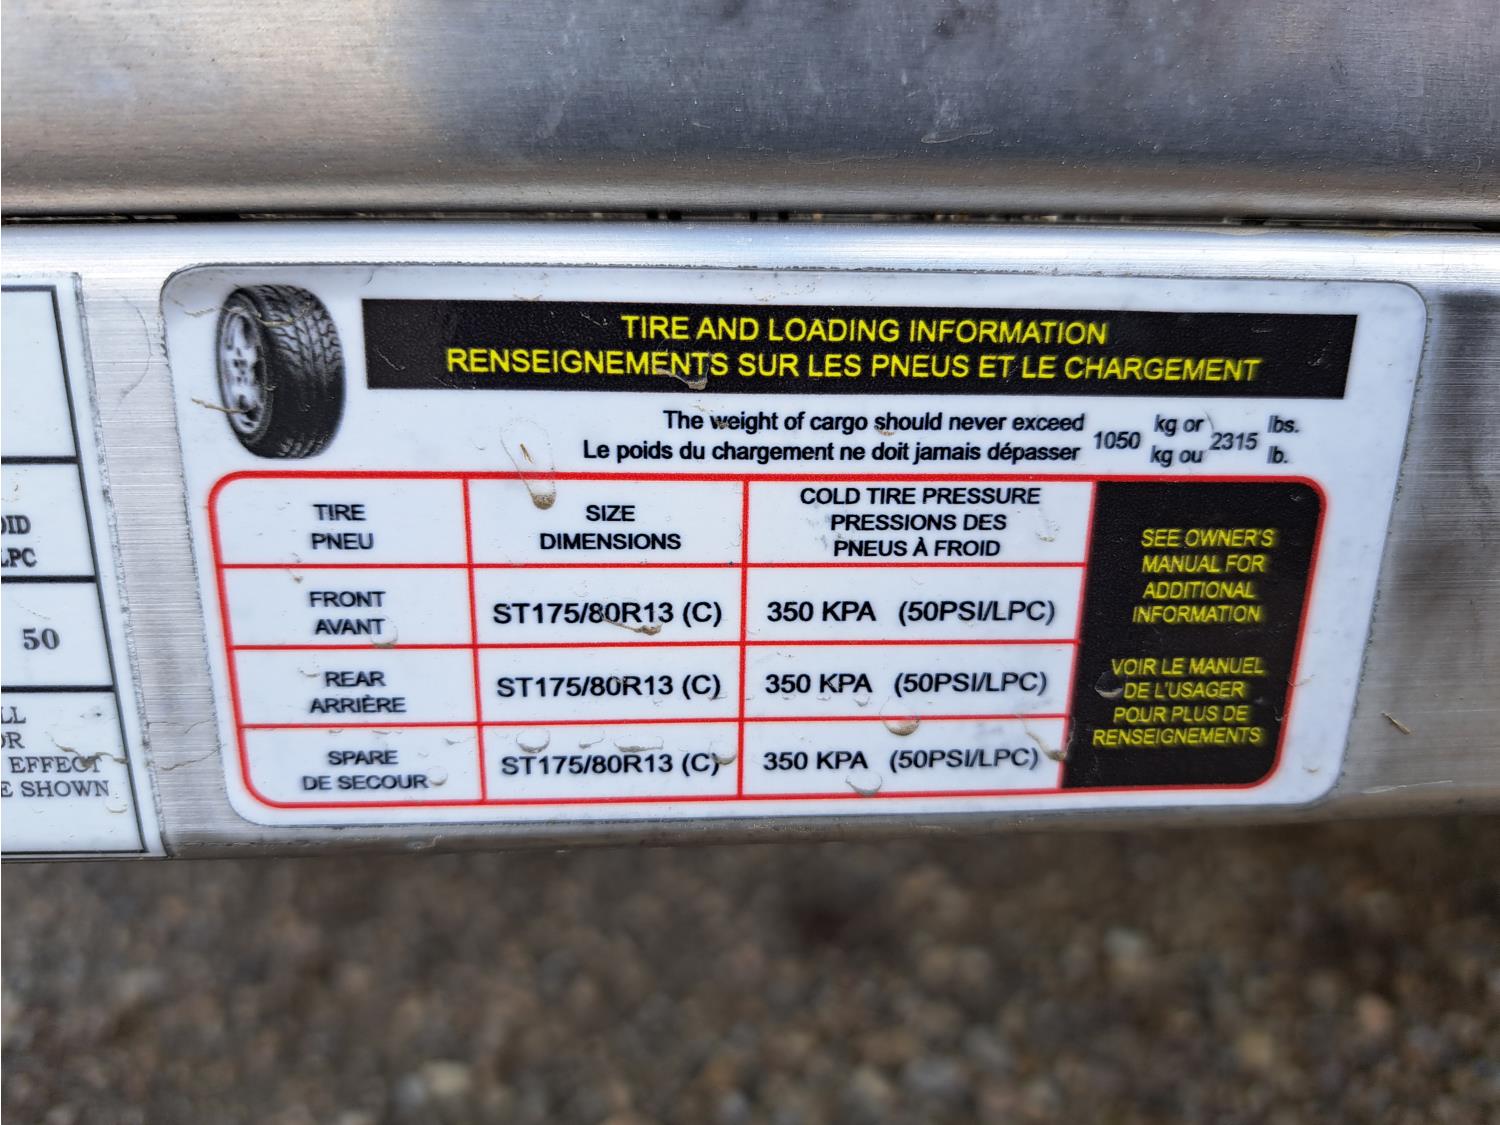 TIRE AND LOADING INFORMATION
RENSEIGNEMENTS SUR LES PNEUS ET LE CHARGEMENT
The weight of cargo should never exceed 1050 kg or 2315 lbs.
Le poids du chargement ne doit jamais dépasser kg ou lb.
TIRE
PNEU
SIZE
DIMENSIONS
COLD TIRE PRESSURE
PRESSIONS DES
PNEUS À FROID
FRONT
AVANT
ST175/80R13 (C)
350 KPA (50PSI/LPC)
REAR
ARRIÈRE
ST175/80R13 (C)
350 KPA (50PSI/LPC)
SPARE
DE SECOUR
ST175/80R13 (C)
350 KPA (50PSI/LPC)
SEE OWNER'S
MANUAL FOR
ADDITIONAL
INFORMATION
VOIR LE MANUEL
DE L'USAGER
POUR PLUS DE
RENSEIGNEMENTS
50
EFFECT
SHOWN